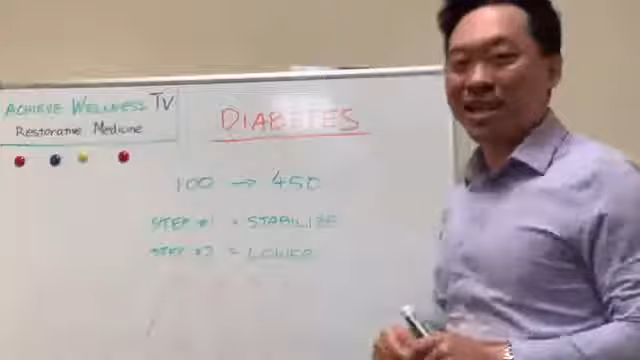 ACHIEVE WELLNESS TV
Restorative Medicine
DIABETES
100 → 450
STEP #1 = STABILIZE
STEP #2 = LOWER